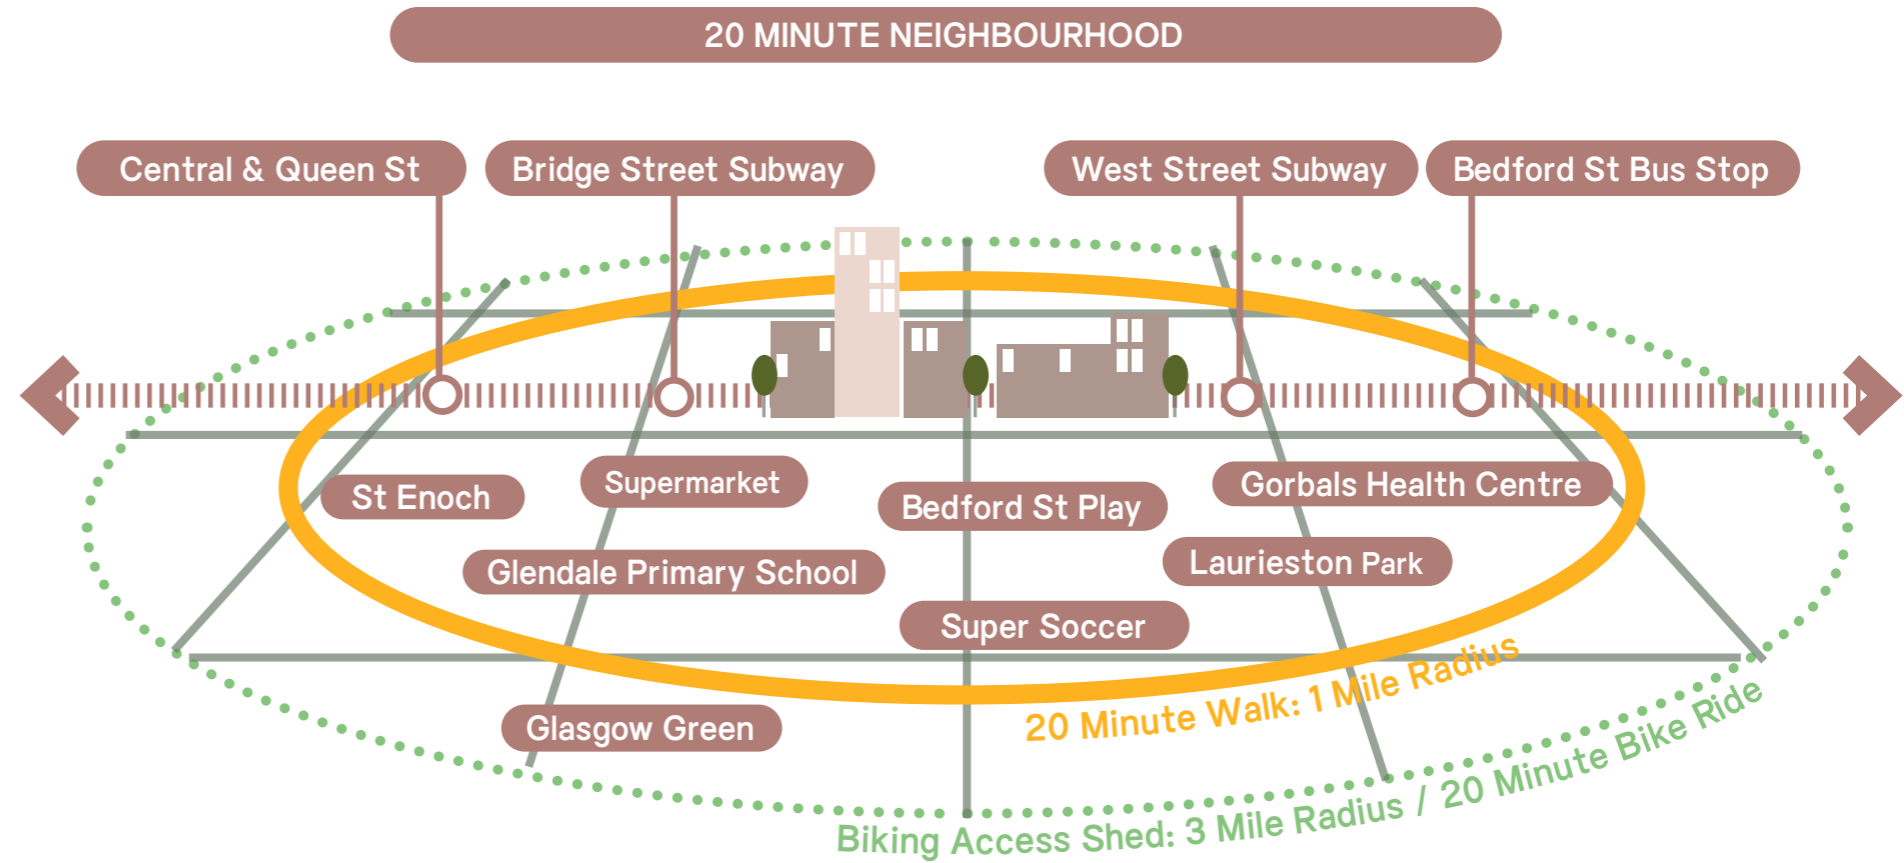 20 MINUTE NEIGHBOURHOOD
Central & Queen St
Bridge Street Subway
West Street Subway
Bedford St Bus Stop
St Enoch
Supermarket
Bedford St Play
Gorbals Health Centre
Glendale Primary School
Laurieston Park
Super Soccer
Glasgow Green
20 Minute Walk: 1 Mile Radius
Biking Access Shed: 3 Mile Radius / 20 Minute Bike Ride